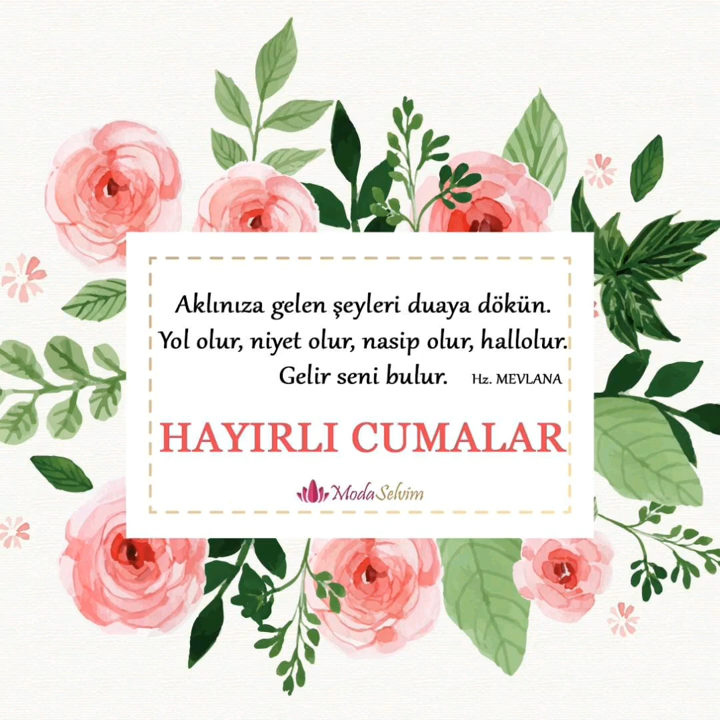 Aklınıza gelen şeyleri duaya dökün.
Yol olur, niyet olur, nasip olur, hallolur.
Gelir seni bulur. Hz. MEVLANA
HAYIRLI CUMALAR
ModaSelvim